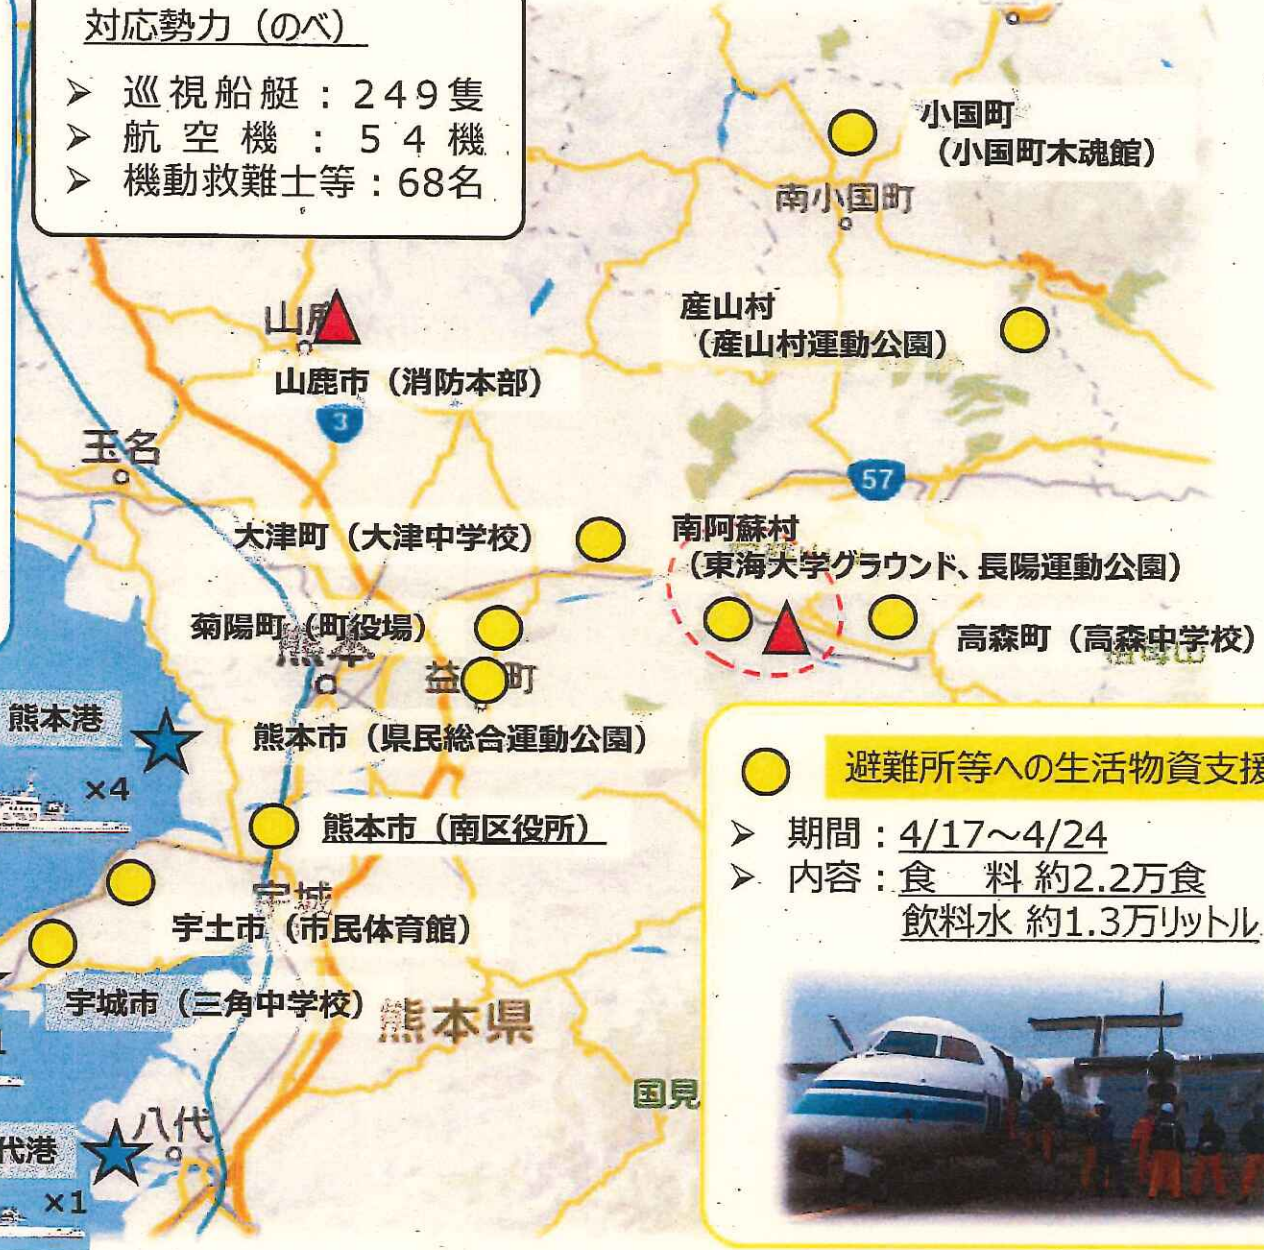 対応勢力（のべ）
➢ 巡視船艇：249隻
➢ 航空機：54機
➢ 機動救難士等：68名
小国町
（小国町木魂館）
南小国町
産山村
（産山村運動公園）
山鹿市（消防本部）
3
玉名
57
大津町（大津中学校）
南阿蘇村
（東海大学グラウンド、長陽運動公園）
菊陽町（町役場）
高森町（高森中学校）
熊本
益
町
熊本港
×4
熊本市（県民総合運動公園）
避難所等への生活物資支援
熊本市（南区役所）
➢ 期間：4/17～4/24
➢ 内容：食　料 約2.2万食
飲料水 約1.3万リットル
宇城
宇土市（市民体育館）
宇城市（三角中学校）
熊本県
国見
八代
代港
×1